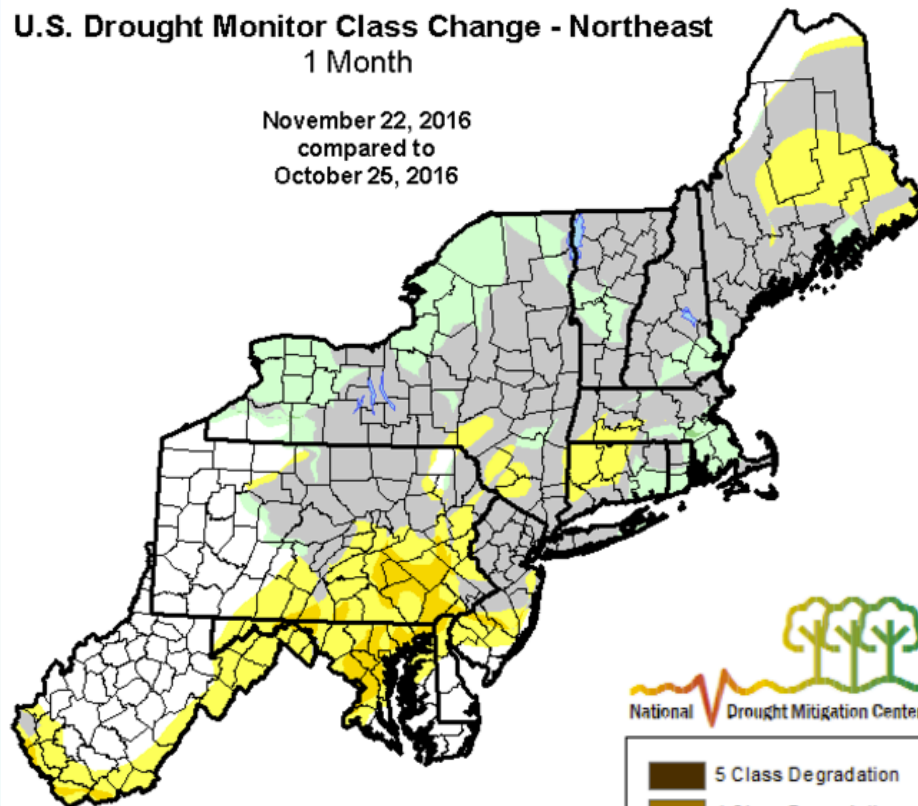 U.S. Drought Monitor Class Change - Northeast
1 Month
November 22, 2016
compared to
October 25, 2016
National Drought Mitigation Center
5 Class Degradation